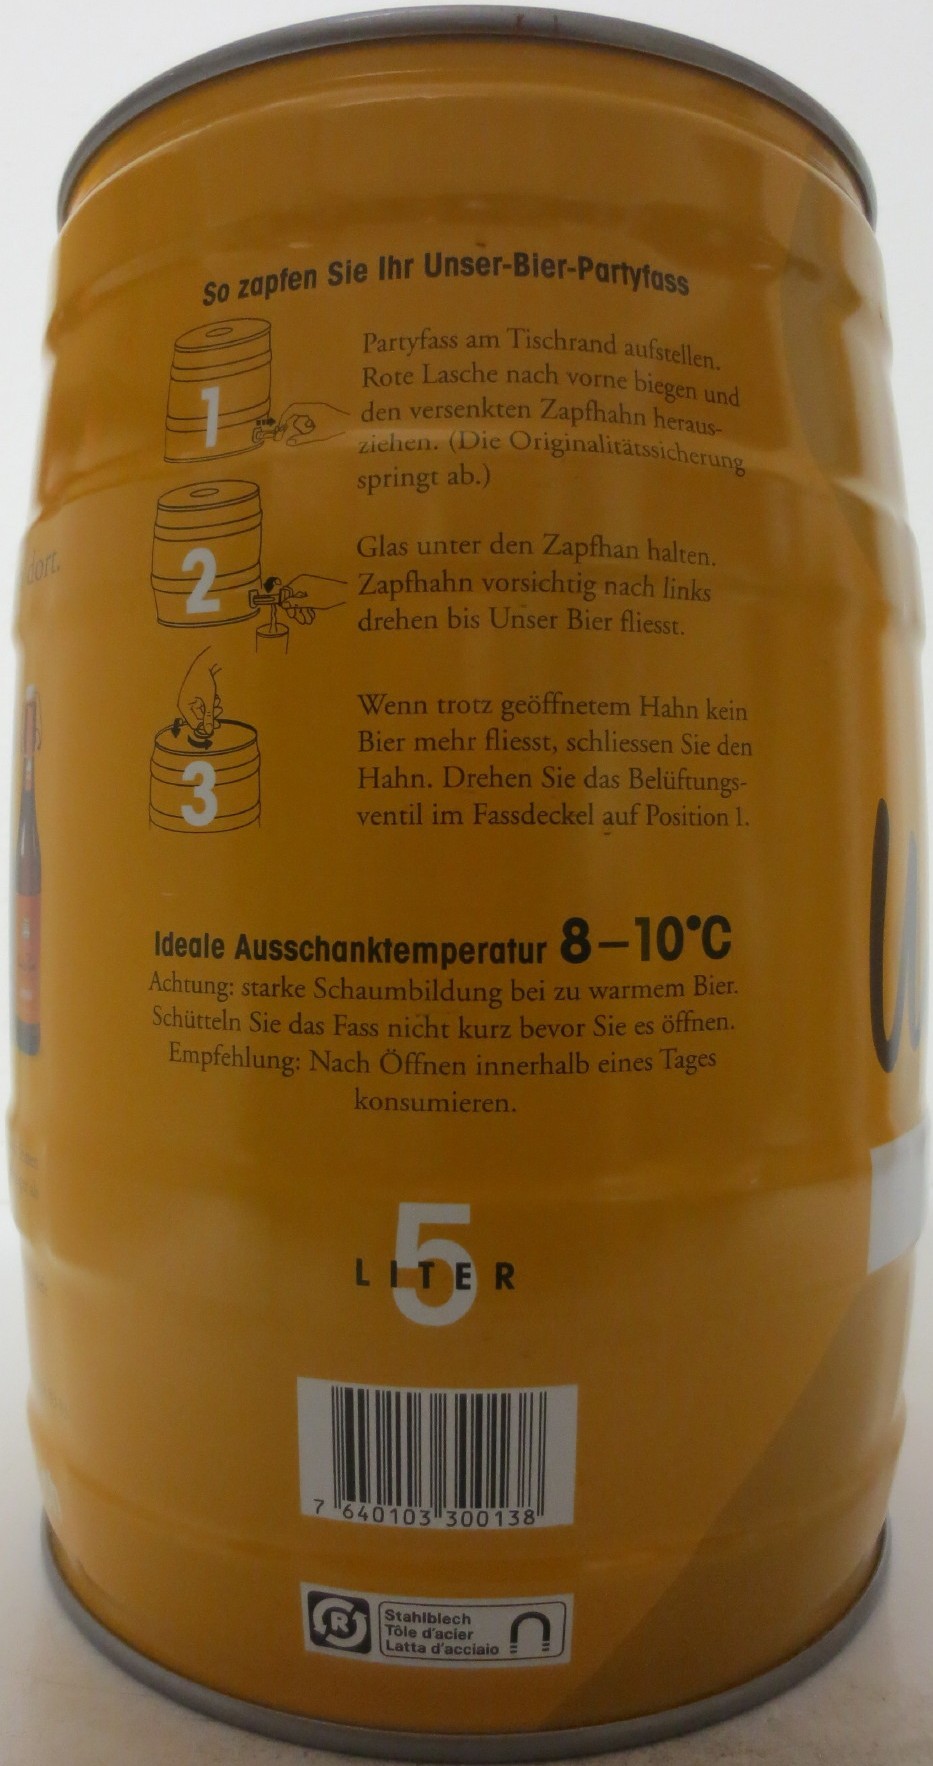 So zapfen Sie Ihr Unser-Bier-Partyfass
1
Partyfass am Tischrand aufstellen.
Rote Lasche nach vorne biegen und
den versenkten Zapfhahn heraus-
ziehen. (Die Originalitätssicherung
springt ab.)
dort.
2
Glas unter den Zapfhan halten.
Zapfhahn vorsichtig nach links
drehen bis Unser Bier fliesst.
3
Wenn trotz geöffnetem Hahn kein
Bier mehr fliesst, schliessen Sie den
Hahn. Drehen Sie das Belüftungs-
ventil im Fassdeckel auf Position 1.
Ideale Ausschanktemperatur 8–10°C
Achtung: starke Schaumbildung bei zu warmem Bier.
Schütteln Sie das Fass nicht kurz bevor Sie es öffnen.
Empfehlung: Nach Öffnen innerhalb eines Tages
konsumieren.
5
LITER
7 640103 300138
R
Stahlblech
Tôle d'acier
Latta d'acciaio